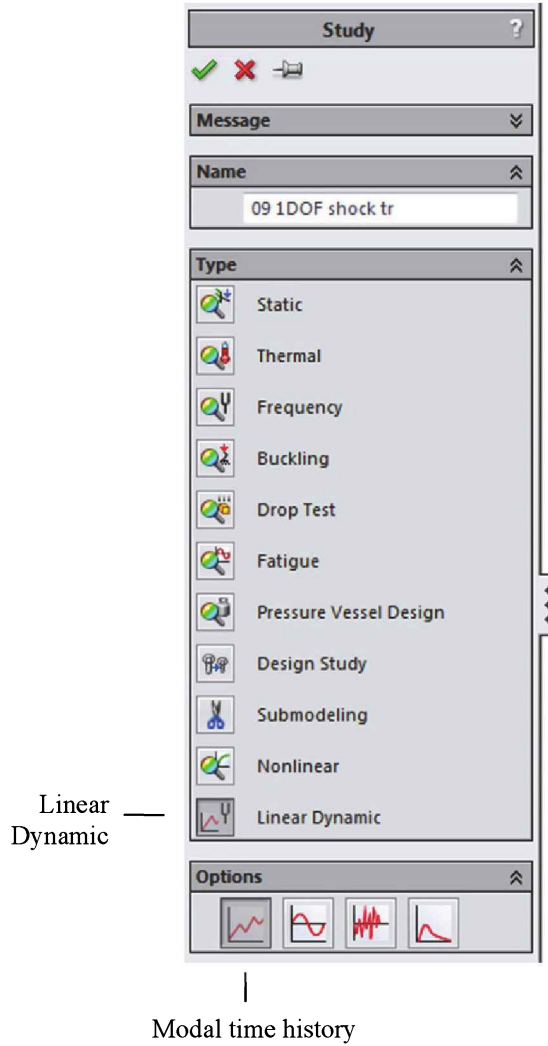 Study ?
Message
Name
09 1DOF shock tr
Type
Static
Thermal
Frequency
Buckling
Drop Test
Fatigue
Pressure Vessel Design
Design Study
Submodeling
Nonlinear
Linear
Dynamic
Linear Dynamic
Options
Modal time history